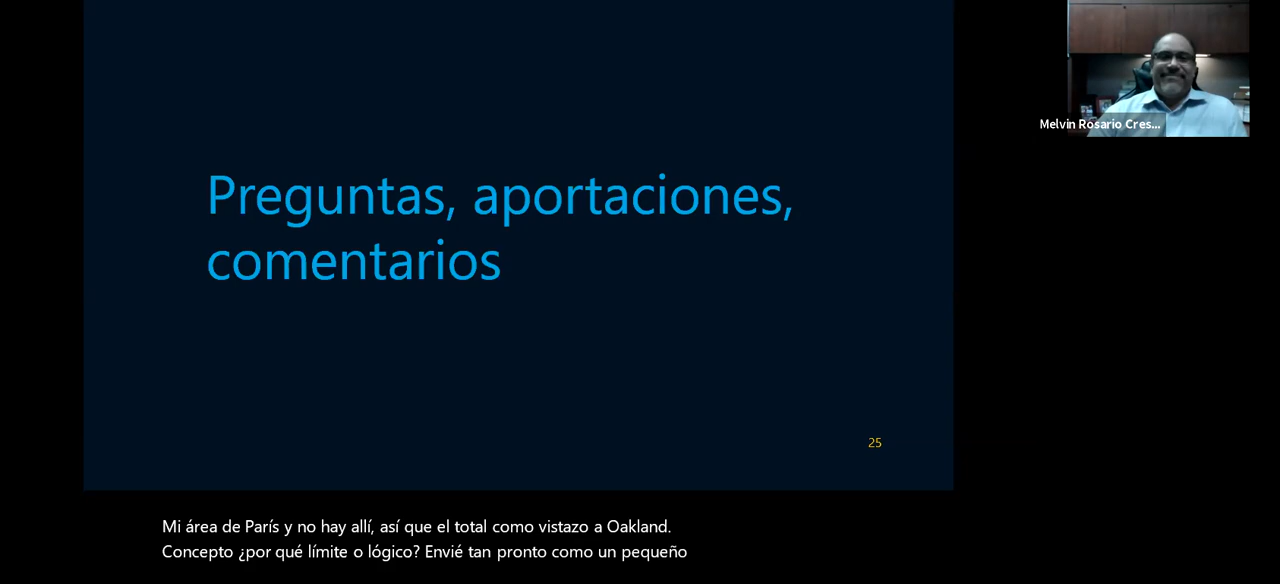 Preguntas, aportaciones,
comentarios
25
Melvin Rosario Cres...
Mi área de París y no hay allí, así que el total como vistazo a Oakland.
Concepto ¿por qué límite o lógico? Envié tan pronto como un pequeño